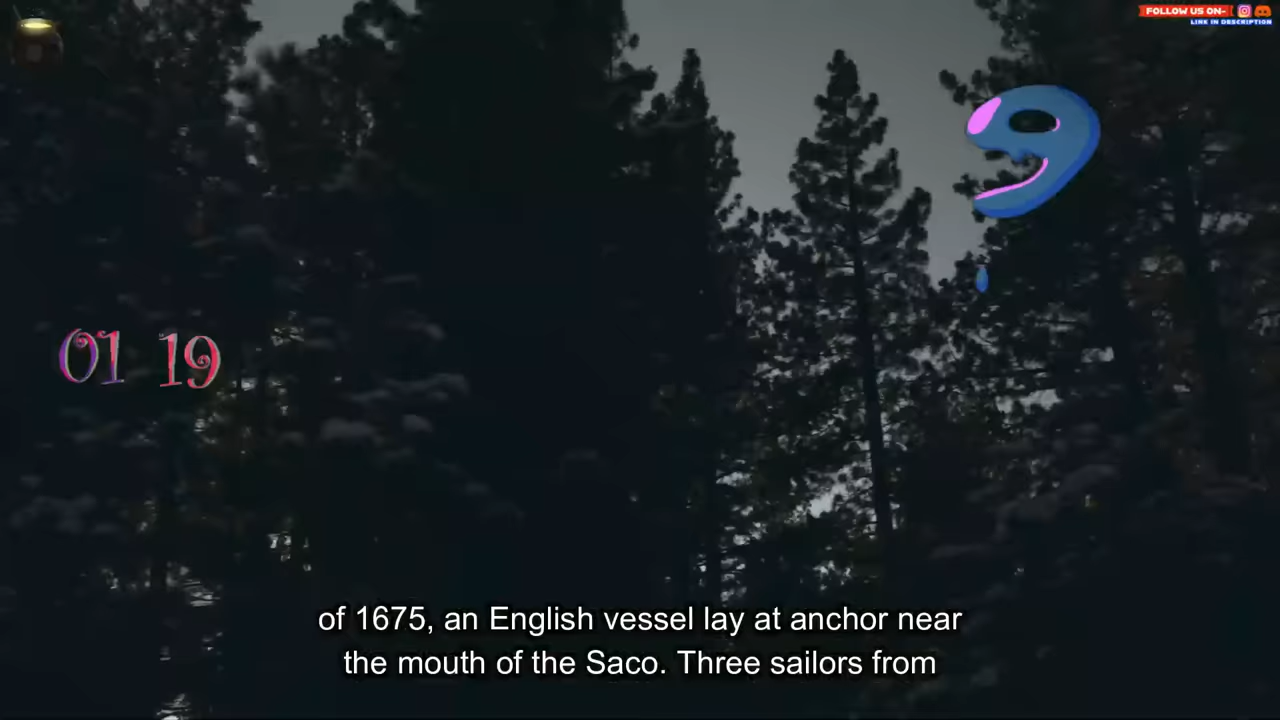 FOLLOW US ON-
LINK IN DESCRIPTION
9
01 19
of 1675, an English vessel lay at anchor near
the mouth of the Saco. Three sailors from